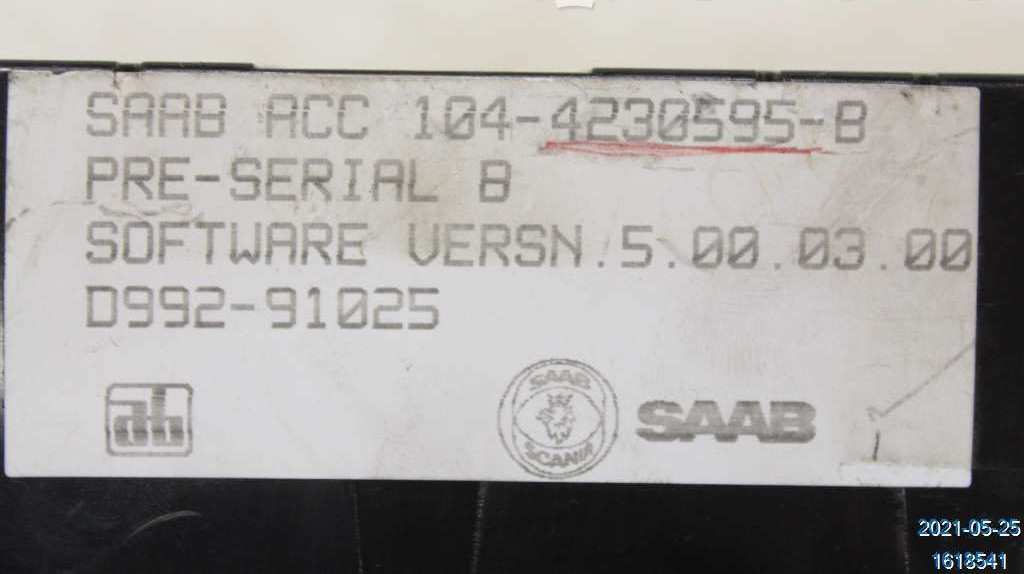 SAAB ACC 104-4230595-B
PRE-SERIAL B
SOFTWARE VERSN.5.00.03.00
D992-91025
ab
SAAB
SCANIA
SAAB
2021-05-25
1618541